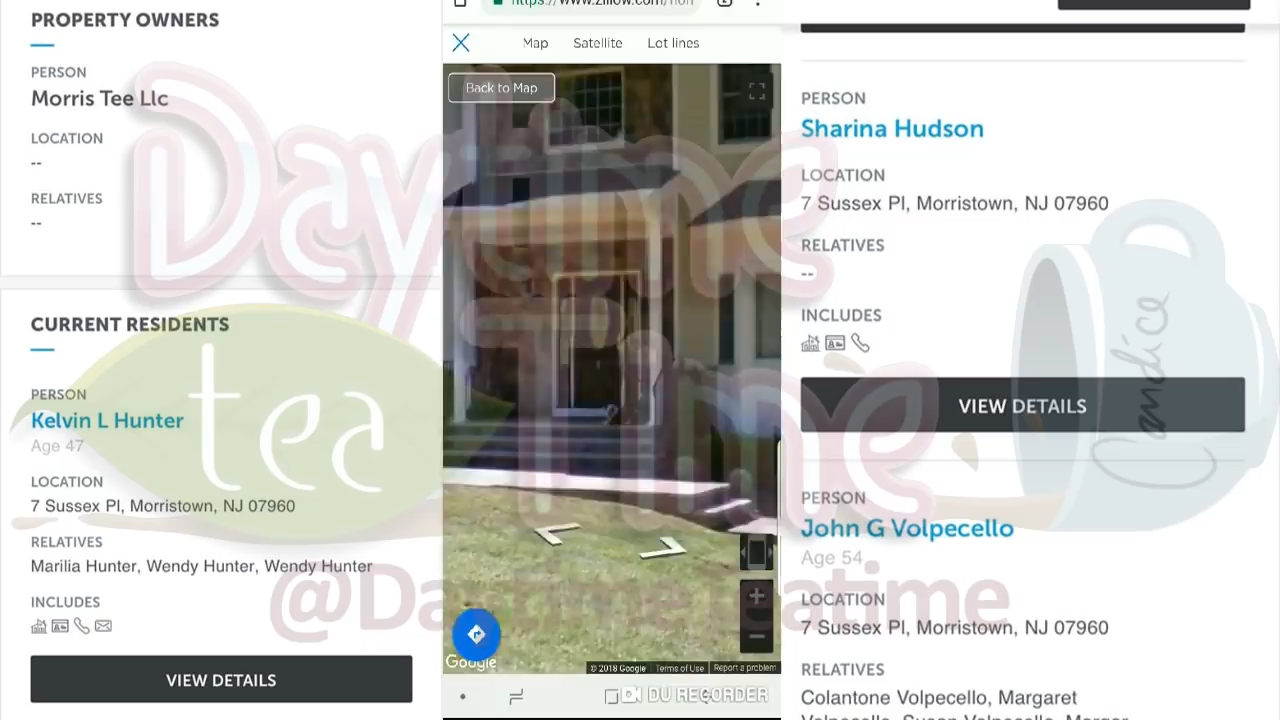 PROPERTY OWNERS
PERSON
Morris Tee Llc
LOCATION
--
RELATIVES
--
CURRENT RESIDENTS
PERSON
Kelvin L Hunter
Age 47
LOCATION
7 Sussex Pl, Morristown, NJ 07960
RELATIVES
Marilia Hunter, Wendy Hunter, Wendy Hunter
INCLUDES
VIEW DETAILS
Map Satellite Lot lines
Back to Map
Google
© 2018 Google Terms of Use Report a problem
DU RECORDER
PERSON
Sharina Hudson
LOCATION
7 Sussex Pl, Morristown, NJ 07960
RELATIVES
--
INCLUDES
VIEW DETAILS
PERSON
John G Volpecello
Age 54
LOCATION
7 Sussex Pl, Morristown, NJ 07960
RELATIVES
Colantone Volpecello, Margaret
Daytime
tea
Time
Candice